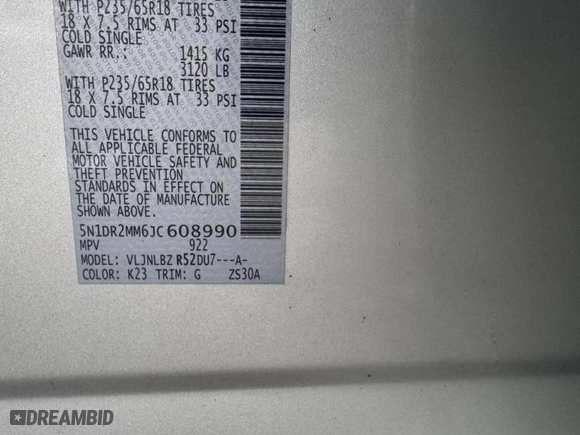 WITH P235/65R18 TIRES
18 X 7.5 RIMS AT 33 PSI
COLD SINGLE
GAWR RR.: 1415 KG
3120 LB
WITH P235/65R18 TIRES
18 X 7.5 RIMS AT 33 PSI
COLD SINGLE
THIS VEHICLE CONFORMS TO
ALL APPLICABLE FEDERAL
MOTOR VEHICLE SAFETY AND
THEFT PREVENTION
STANDARDS IN EFFECT ON
THE DATE OF MANUFACTURE
SHOWN ABOVE.
5N1DR2MM6JC608990
MPV 922
MODEL: VLJNLBZ R52DU7---A-
COLOR: K23 TRIM: G ZS30A
DREAMBID